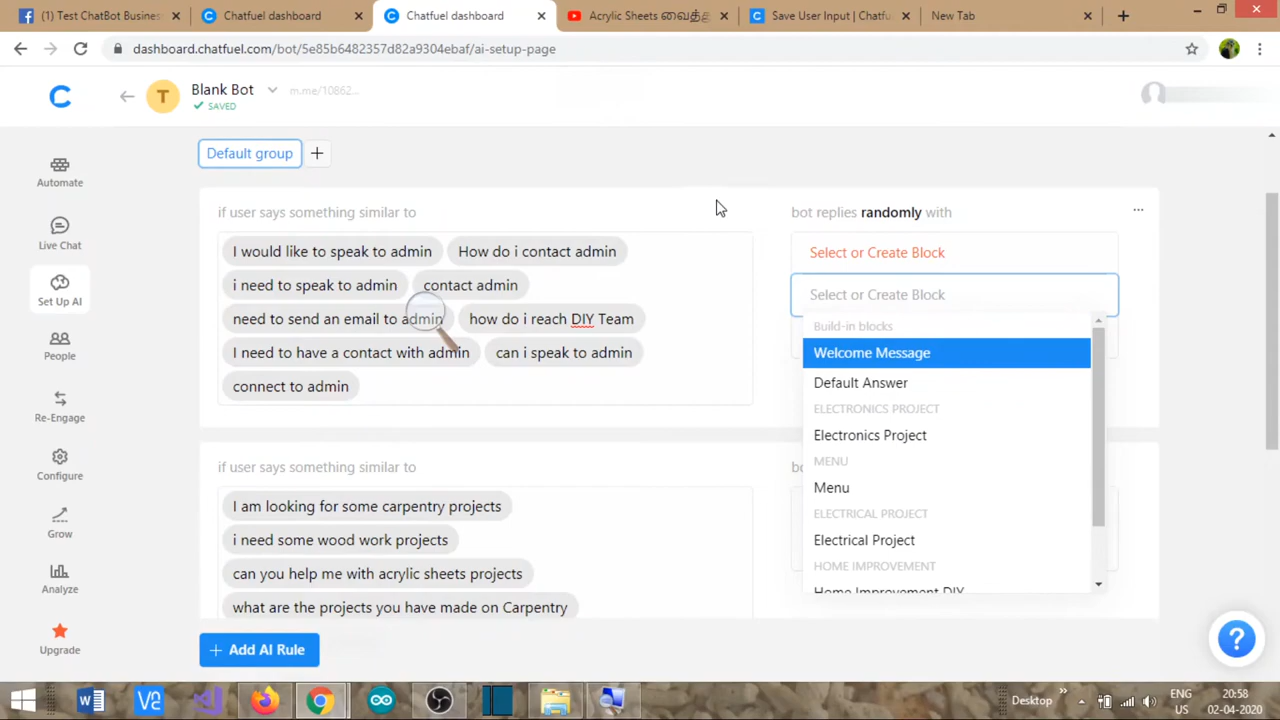 (1) Test ChatBot Busines
Chatfuel dashboard
Chatfuel dashboard
Acrylic Sheets வைத்
Save User Input | Chatfu
New Tab
dashboard.chatfuel.com/bot/5e85b6482357d82a9304ebaf/ai-setup-page
T
Blank Bot
m.me/10862...
SAVED
Default group
Automate
Live Chat
Set Up AI
People
Re-Engage
Configure
Grow
Analyze
Upgrade
if user says something similar to
I would like to speak to admin How do i contact admin
i need to speak to admin contact admin
need to send an email to admin how do i reach DIY Team
I need to have a contact with admin can i speak to admin
connect to admin
bot replies randomly with
...
Select or Create Block
Select or Create Block
Build-in blocks
Welcome Message
Default Answer
ELECTRONICS PROJECT
Electronics Project
MENU
Menu
ELECTRICAL PROJECT
Electrical Project
HOME IMPROVEMENT
Home Improvement DIY
if user says something similar to
bo
I am looking for some carpentry projects
i need some wood work projects
can you help me with acrylic sheets projects
what are the projects you have made on Carpentry
+ Add AI Rule
?
Desktop
ENG
US
20:58
02-04-2020